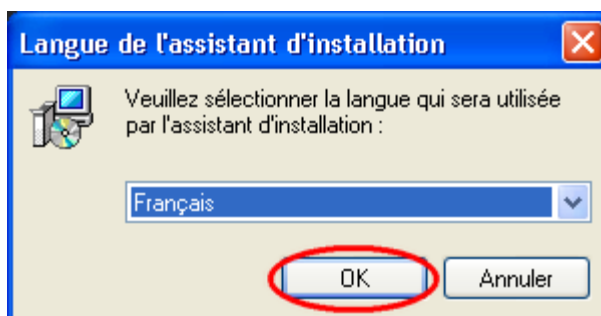 Langue de l'assistant d'installation
Veuillez sélectionner la langue qui sera utilisée
par l'assistant d'installation :
Français
OK
Annuler